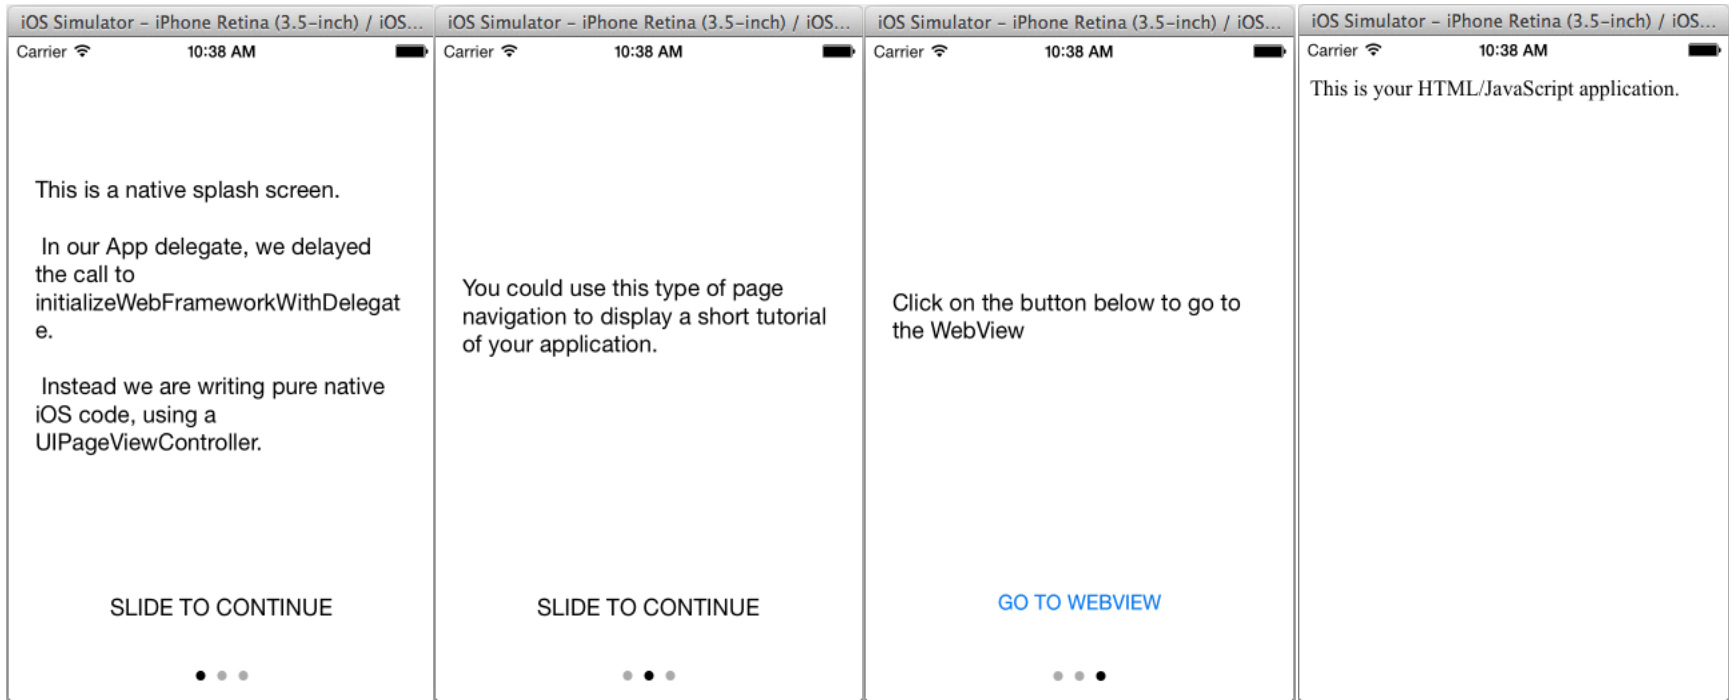 iOS Simulator – iPhone Retina (3.5–inch) / iOS...
Carrier 10:38 AM
This is a native splash screen.
In our App delegate, we delayed
the call to
initializeWebFrameworkWithDelegat
e.
Instead we are writing pure native
iOS code, using a
UIPageViewController.
SLIDE TO CONTINUE
iOS Simulator – iPhone Retina (3.5–inch) / iOS...
Carrier 10:38 AM
You could use this type of page
navigation to display a short tutorial
of your application.
SLIDE TO CONTINUE
iOS Simulator – iPhone Retina (3.5–inch) / iOS...
Carrier 10:38 AM
Click on the button below to go to
the WebView
GO TO WEBVIEW
iOS Simulator – iPhone Retina (3.5–inch) / iOS...
Carrier 10:38 AM
This is your HTML/JavaScript application.